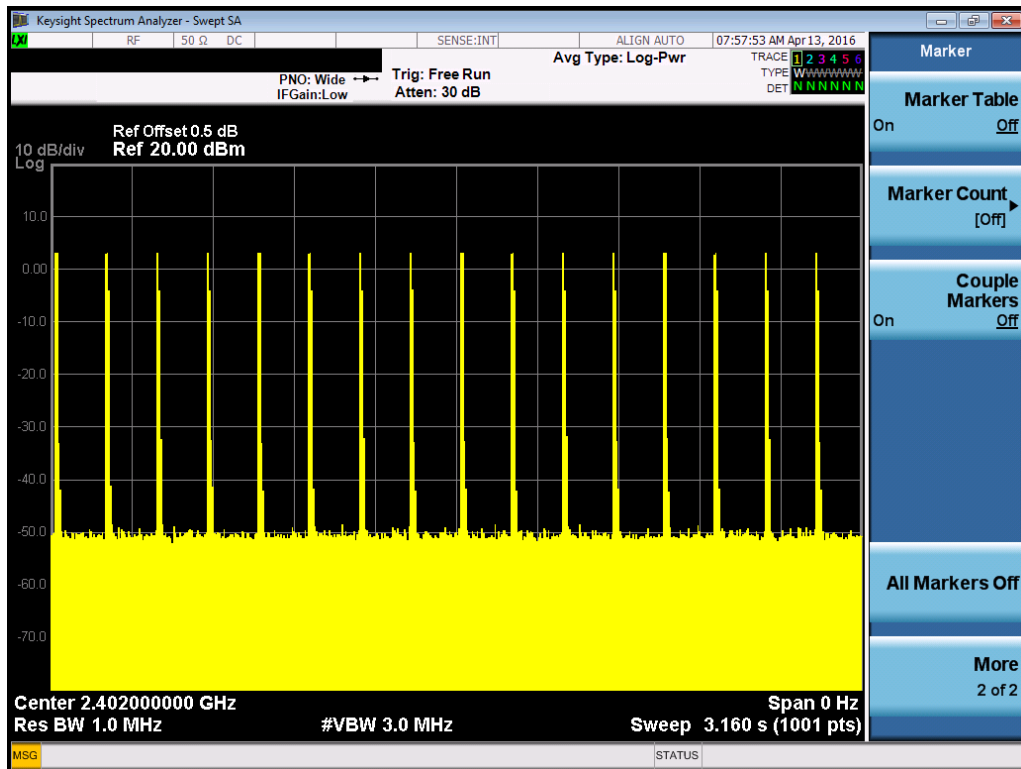 Keysight Spectrum Analyzer - Swept SA
LXI RF 50 Ω DC SENSE:INT ALIGN AUTO 07:57:53 AM Apr 13, 2016
Avg Type: Log-Pwr TRACE 1 2 3 4 5 6
PNO: Wide Trig: Free Run TYPE W
IFGain:Low Atten: 30 dB DET N N N N N N
Ref Offset 0.5 dB
10 dB/div Ref 20.00 dBm
Log
10.0
0.00
-10.0
-20.0
-30.0
-40.0
-50.0
-60.0
-70.0
Center 2.402000000 GHz Span 0 Hz
Res BW 1.0 MHz #VBW 3.0 MHz Sweep 3.160 s (1001 pts)
MSG STATUS
Marker
Marker Table
On Off
Marker Count
[Off]
Couple
Markers
On Off
All Markers Off
More
2 of 2